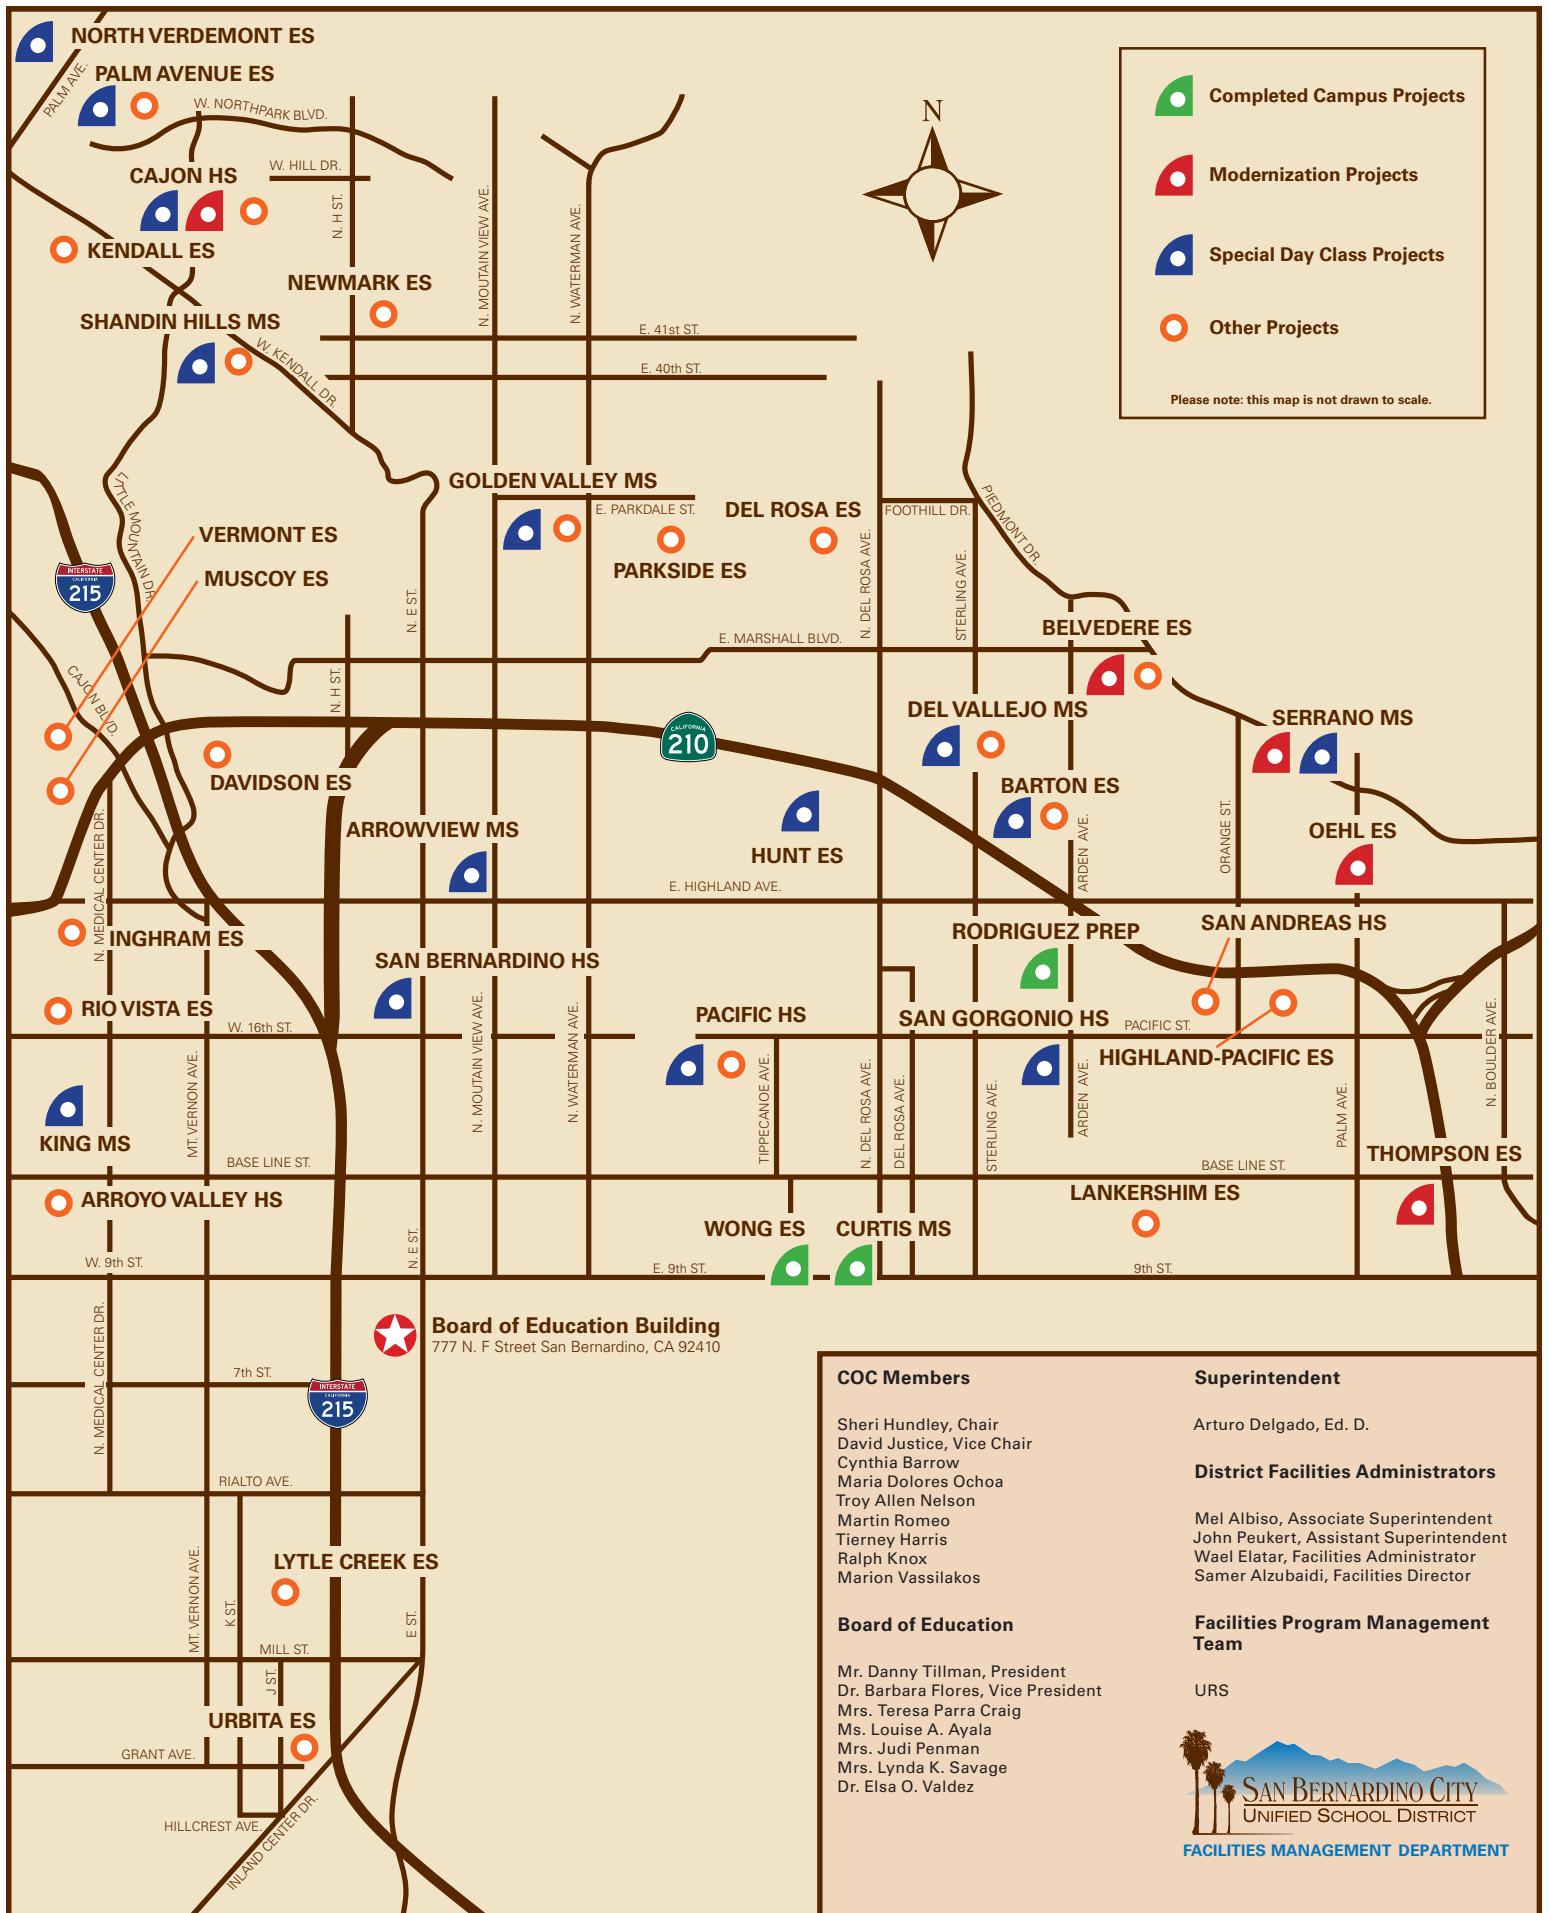 NORTH VERDEMONT ES
PALM AVE.
PALM AVENUE ES
W. NORTHPARK BLVD.
CAJON HS
W. HILL DR.
N. H ST.
KENDALL ES
NEWMARK ES
SHANDIN HILLS MS
W. KENDALL DR.
N. MOUTAIN VIEW AVE.
N. WATERMAN AVE.
E. 41st ST.
E. 40th ST.
N
Completed Campus Projects
Modernization Projects
Special Day Class Projects
Other Projects
Please note: this map is not drawn to scale.
GOLDEN VALLEY MS
E. PARKDALE ST.
DEL ROSA ES
FOOTHILL DR.
PIEDMONT DR.
LITTLE MOUNTAIN DR.
VERMONT ES
MUSCOY ES
PARKSIDE ES
INTERSTATE
CALIFORNIA
215
N. E ST.
N. DEL ROSA AVE.
STERLING AVE.
BELVEDERE ES
E. MARSHALL BLVD.
CAJON BLVD.
N. H ST.
DEL VALLEJO MS
SERRANO MS
CALIFORNIA
210
DAVIDSON ES
BARTON ES
ARROWVIEW MS
HUNT ES
OEHL ES
N. MEDICAL CENTER DR.
ARDEN AVE.
ORANGE ST.
E. HIGHLAND AVE.
INGHRAM ES
RODRIGUEZ PREP
SAN ANDREAS HS
SAN BERNARDINO HS
RIO VISTA ES
W. 16th ST.
PACIFIC HS
SAN GORGONIO HS
PACIFIC ST.
HIGHLAND-PACIFIC ES
N. MOUTAIN VIEW AVE.
N. WATERMAN AVE.
TIPPECANOE AVE.
N. DEL ROSA AVE.
DEL ROSA AVE.
STERLING AVE.
ARDEN AVE.
PALM AVE.
N. BOULDER AVE.
MT. VERNON AVE.
KING MS
BASE LINE ST.
BASE LINE ST.
THOMPSON ES
ARROYO VALLEY HS
LANKERSHIM ES
WONG ES
CURTIS MS
N. E ST.
W. 9th ST.
E. 9th ST.
9th ST.
Board of Education Building
777 N. F Street San Bernardino, CA 92410
N. MEDICAL CENTER DR.
7th ST.
INTERSTATE
CALIFORNIA
215
RIALTO AVE.
LYTLE CREEK ES
MT. VERNON AVE.
K ST.
E ST.
MILL ST.
J ST.
URBITA ES
GRANT AVE.
HILLCREST AVE.
INLAND CENTER DR.
COC Members
Sheri Hundley, Chair
David Justice, Vice Chair
Cynthia Barrow
Maria Dolores Ochoa
Troy Allen Nelson
Martin Romeo
Tierney Harris
Ralph Knox
Marion Vassilakos
Board of Education
Mr. Danny Tillman, President
Dr. Barbara Flores, Vice President
Mrs. Teresa Parra Craig
Ms. Louise A. Ayala
Mrs. Judi Penman
Mrs. Lynda K. Savage
Dr. Elsa O. Valdez
Superintendent
Arturo Delgado, Ed. D.
District Facilities Administrators
Mel Albiso, Associate Superintendent
John Peukert, Assistant Superintendent
Wael Elatar, Facilities Administrator
Samer Alzubaidi, Facilities Director
Facilities Program Management
Team
URS
SAN BERNARDINO CITY
UNIFIED SCHOOL DISTRICT
FACILITIES MANAGEMENT DEPARTMENT